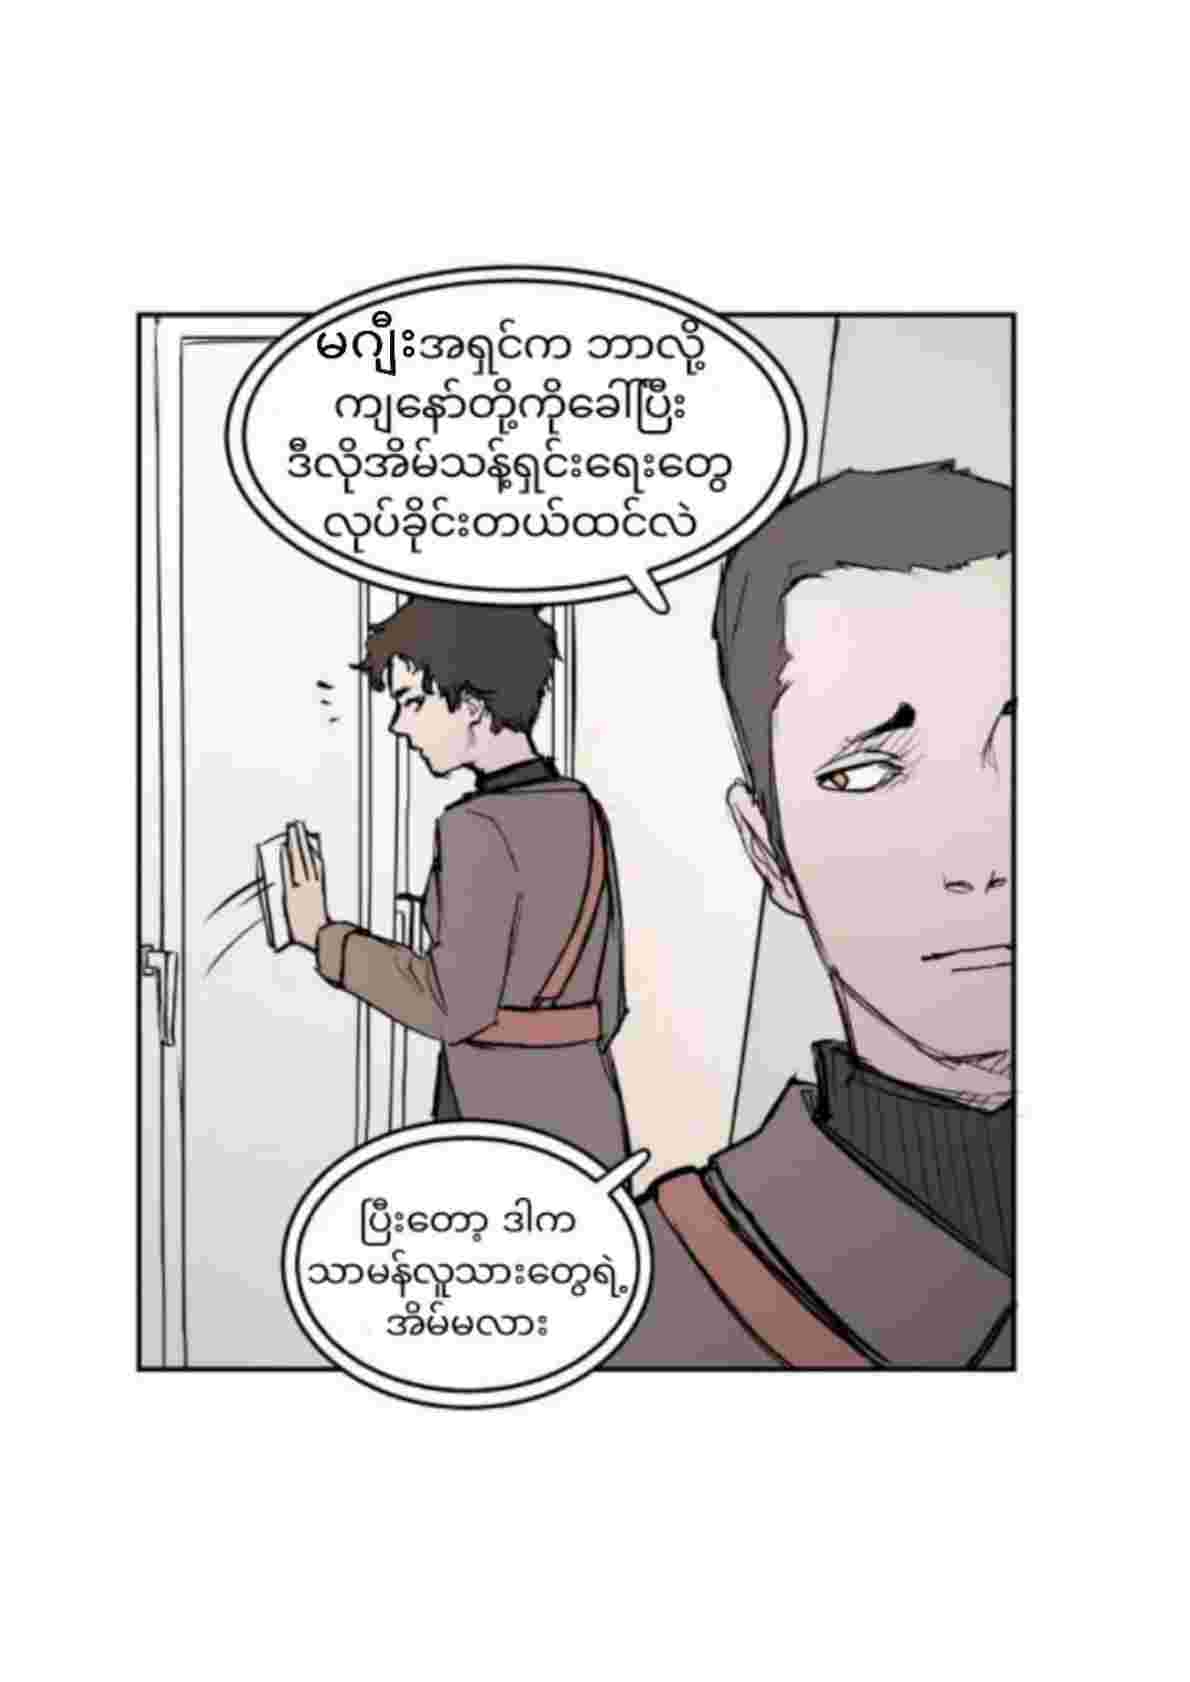 မဂျီးအရှင်က ဘာလို့
ကျနော်တို့ကိုခေါ်ပြီး
ဒီလိုအိမ်သန့်ရှင်းရေးတွေ
လုပ်ခိုင်းတယ်ထင်လဲ
ပြီးတော့ ဒါက
သာမန်လူသားတွေရဲ့
အိမ်မလား